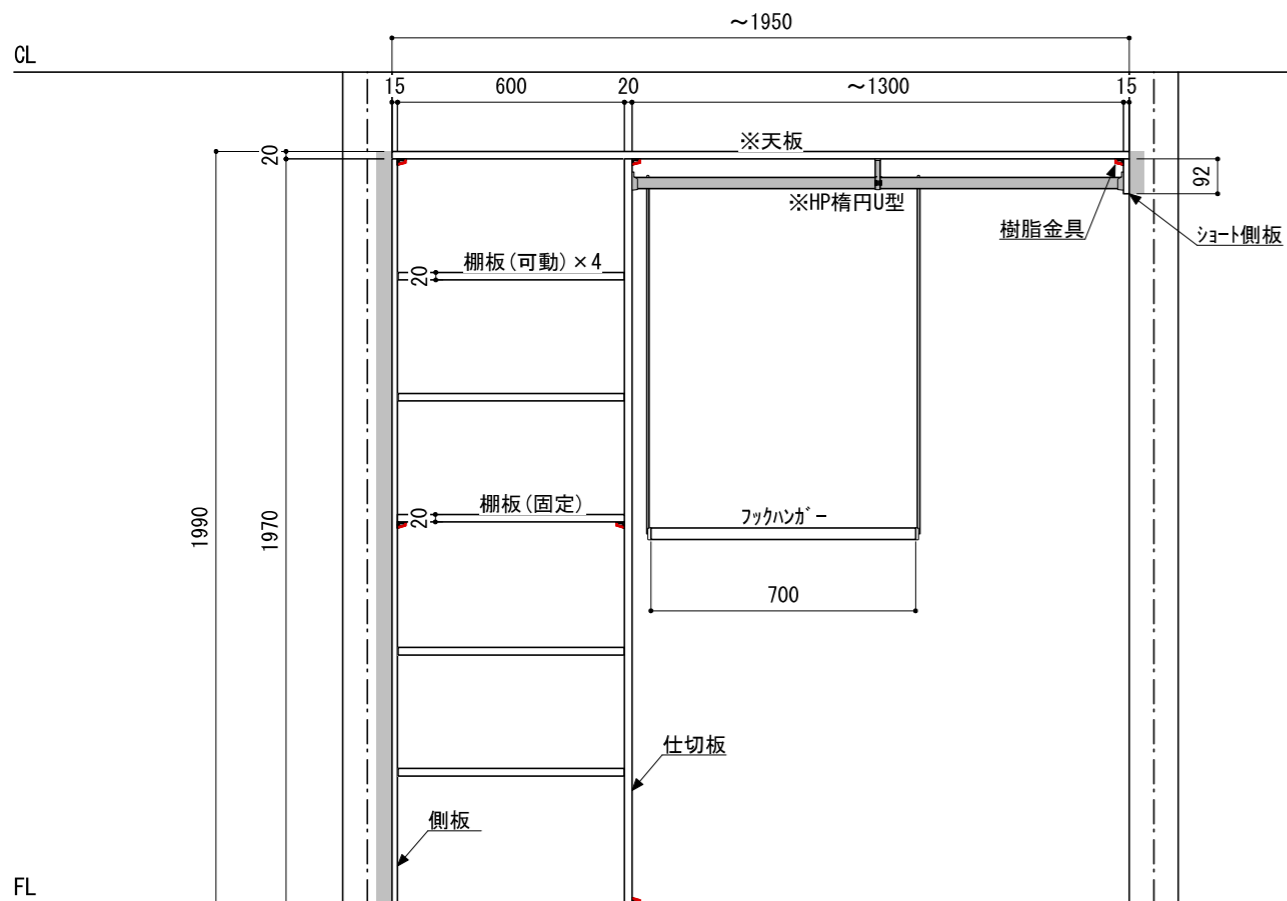 ~1950
CL
15
600
20
~1300
15
※天板
20
92
※HP楕円U型
樹脂金具
ショート側板
棚板(可動)×4
20
棚板(固定)
20
フックハンガー
1990
1970
700
仕切板
側板
FL